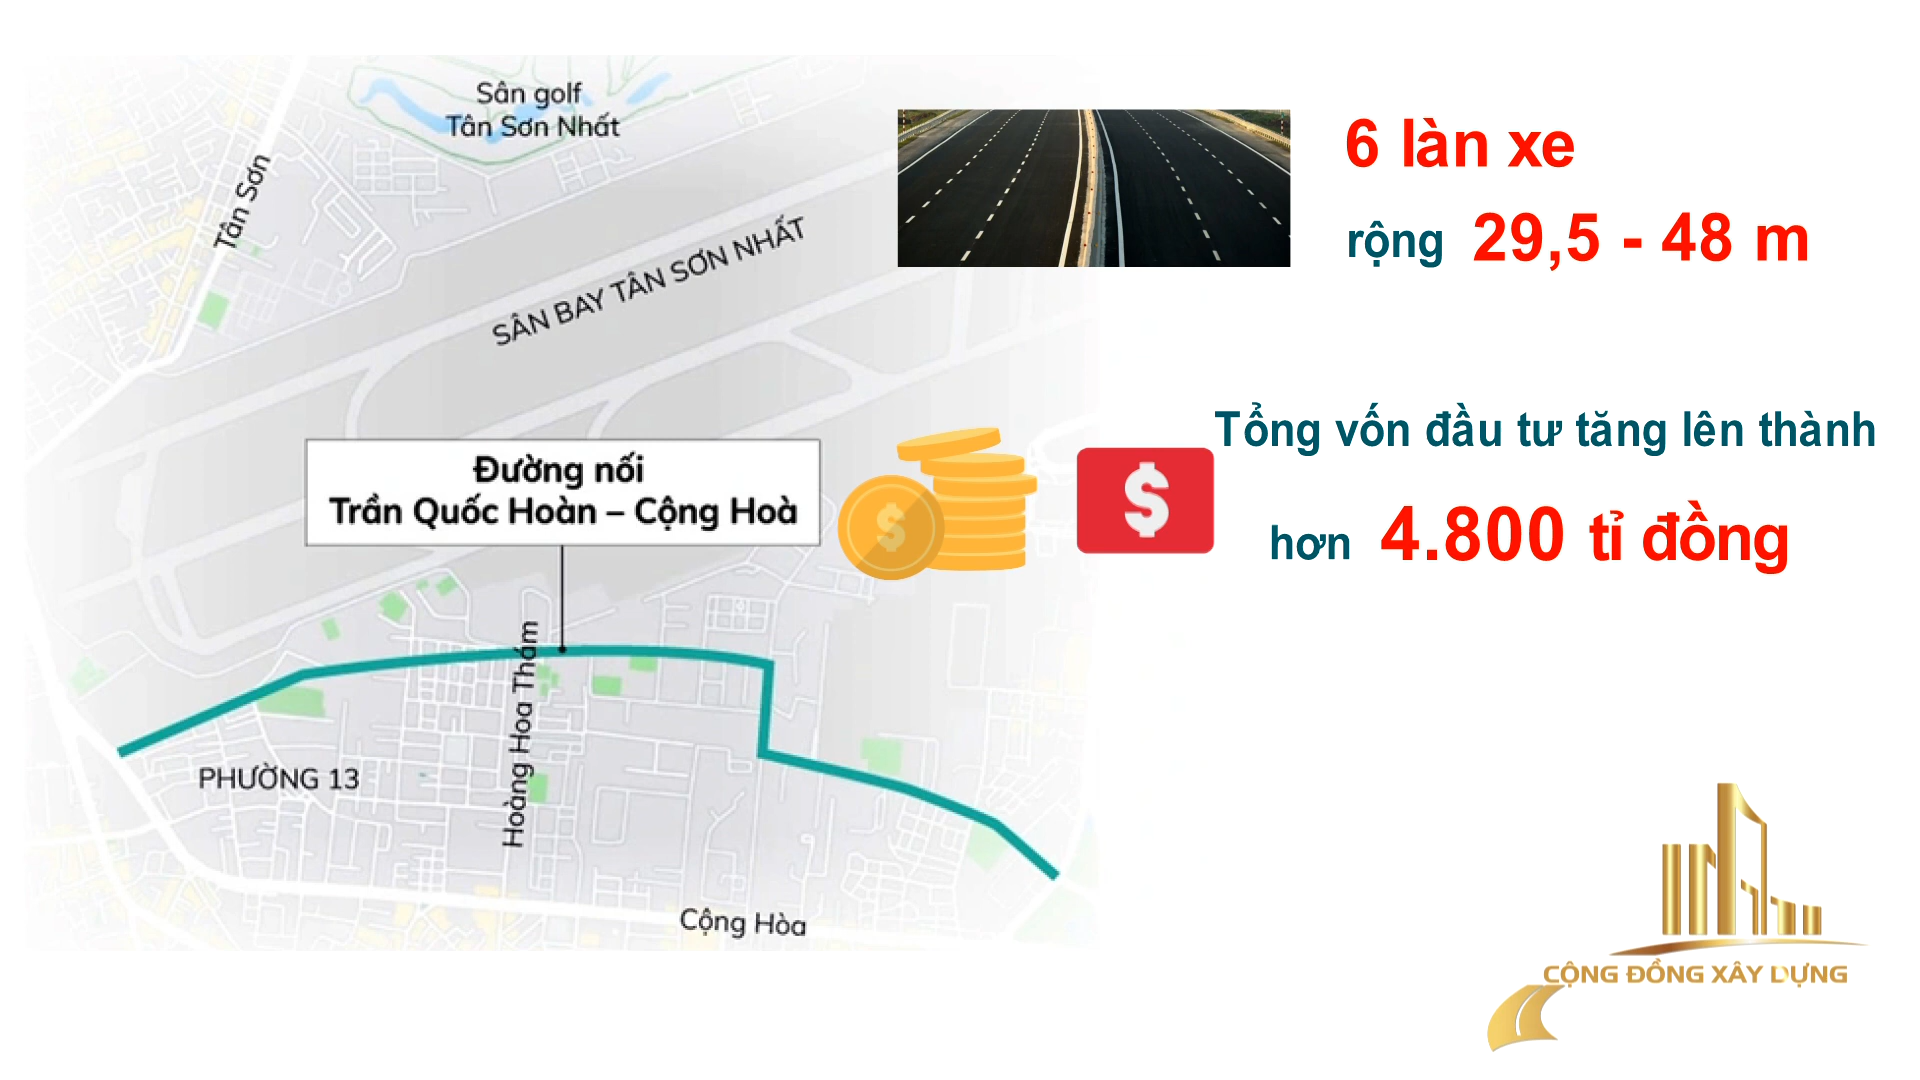 Sân golf
Tân Sơn Nhất
Tân Sơn
SÂN BAY TÂN SƠN NHẤT
Đường nối
Trần Quốc Hoàn – Cộng Hoà
Hoàng Hoa Thám
PHƯỜNG 13
Cộng Hòa
6 làn xe
rộng 29,5 - 48 m
$
$
Tổng vốn đầu tư tăng lên thành
hơn 4.800 tỉ đồng
CỘNG ĐỒNG XÂY DỰNG